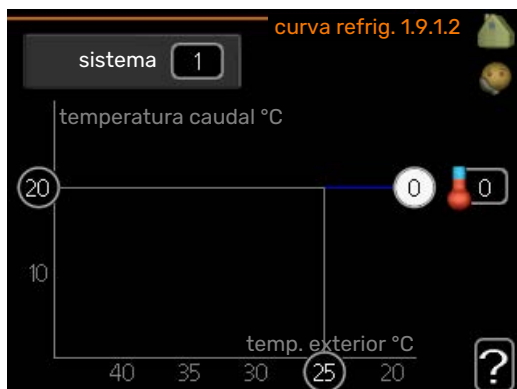 curva refrig. 1.9.1.2
sistema 1
temperatura caudal °C
20
0
0
10
temp. exterior °C
40 35 30 25 20
?